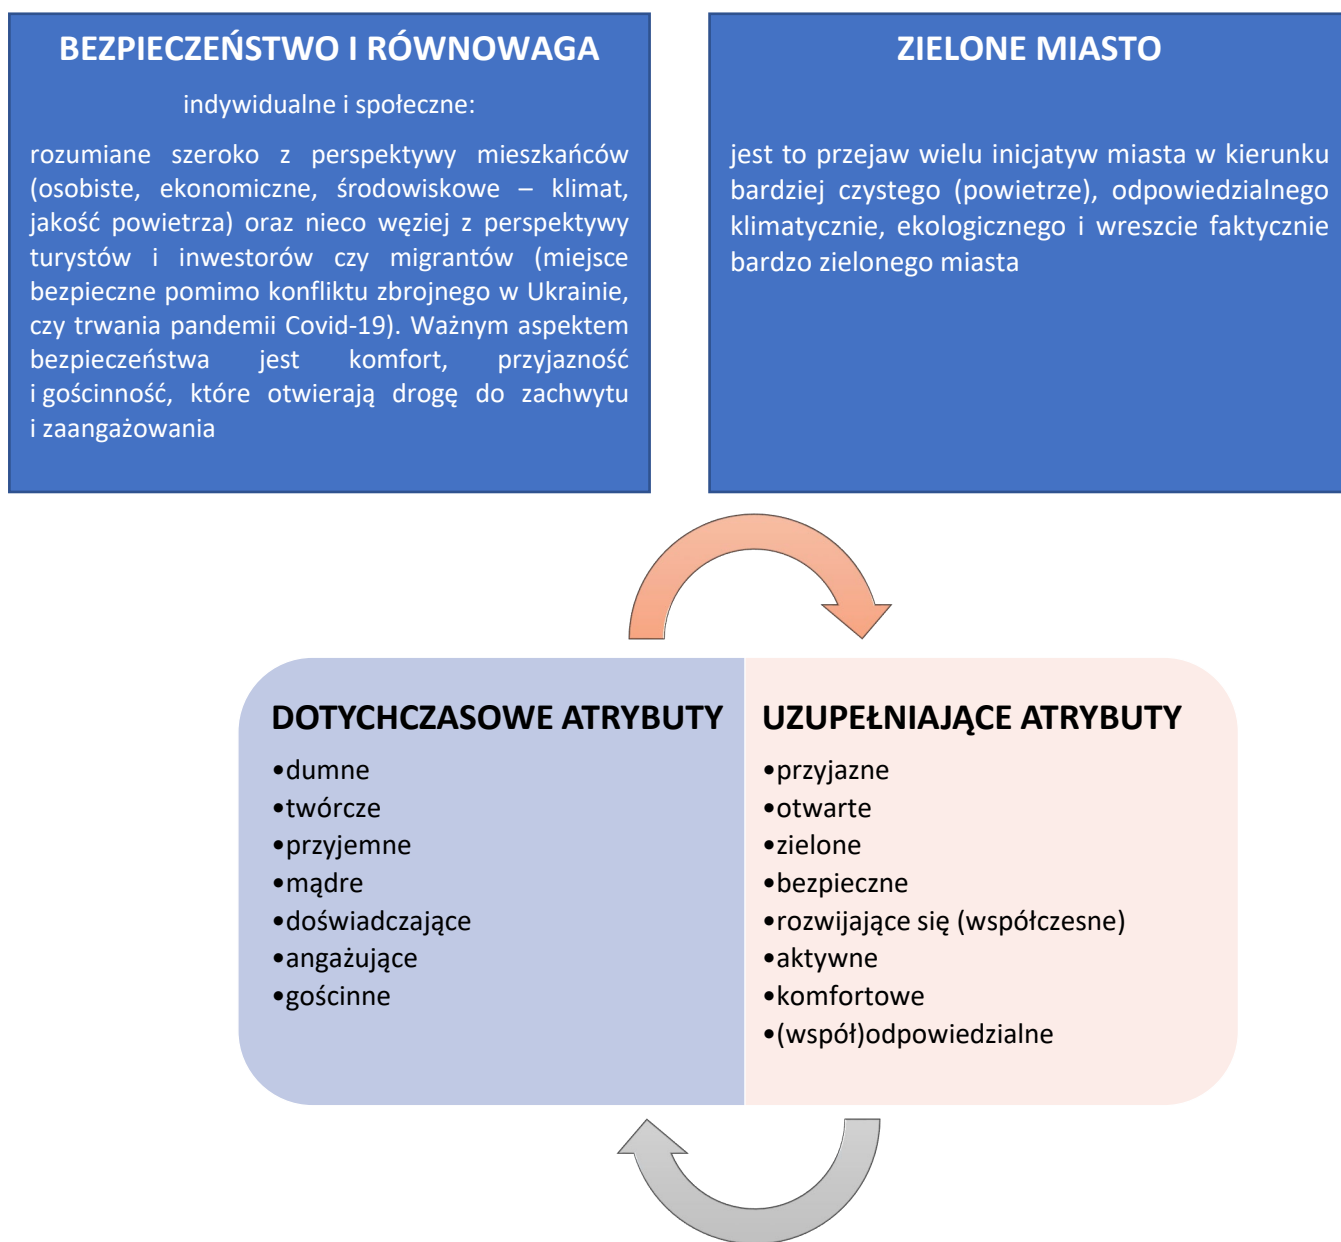 BEZPIECZEŃSTWO I RÓWNOWAGA
indywidualne i społeczne:
rozumiane szeroko z perspektywy mieszkańców
(osobiste, ekonomiczne, środowiskowe – klimat,
jakość powietrza) oraz nieco węziej z perspektywy
turystów i inwestorów czy migrantów (miejsce
bezpieczne pomimo konfliktu zbrojnego w Ukrainie,
czy trwania pandemii Covid-19). Ważnym aspektem
bezpieczeństwa jest komfort, przyjazność
i gościnność, które otwierają drogę do zachwytu
i zaangażowania
ZIELONE MIASTO
jest to przejaw wielu inicjatyw miasta w kierunku
bardziej czystego (powietrze), odpowiedzialnego
klimatycznie, ekologicznego i wreszcie faktycznie
bardzo zielonego miasta
DOTYCHCZASOWE ATRYBUTY
•dumne
•twórcze
•przyjemne
•mądre
•doświadczające
•angażujące
•gościnne
UZUPEŁNIAJĄCE ATRYBUTY
•przyjazne
•otwarte
•zielone
•bezpieczne
•rozwijające się (współczesne)
•aktywne
•komfortowe
•(współ)odpowiedzialne